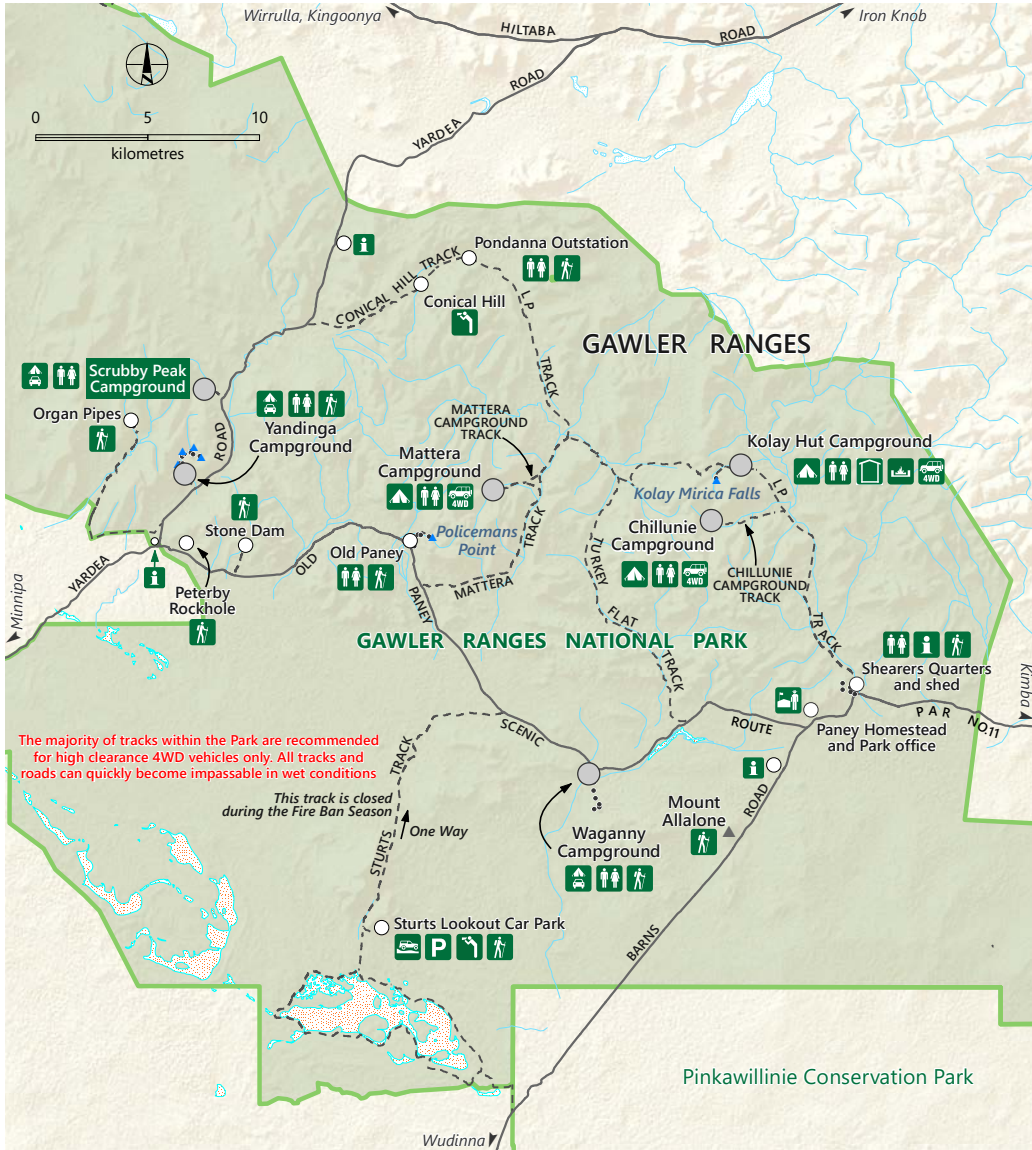 Wirrulla, Kingoonya
HILTABA
ROAD
Iron Knob
0
5
10
kilometres
YARDEA
ROAD
i
Pondanna Outstation
CONICAL HILL TRACK
Conical Hill
LP
TRACK
GAWLER RANGES
Scrubby Peak
Campground
Organ Pipes
ROAD
Yandinga
Campground
MATTERA
CAMPGROUND
TRACK
Mattera
Campground
4WD
Kolay Hut Campground
4WD
Kolay Mirica Falls
LP
Stone Dam
Chillunie
Campground
4WD
Policemans
Point
TRACK
Old Paney
OLD
YARDEA
i
Minnipa
Peterby
Rockhole
PANEY
MATTERA
TURKEY
FLAT
TRACK
CHILLUNIE
CAMPGROUND
TRACK
TRACK
GAWLER RANGES NATIONAL PARK
i
Shearers Quarters
and shed
Kimba
SCENIC
ROUTE
PAR NO11
Paney Homestead
and Park office
The majority of tracks within the Park are recommended
for high clearance 4WD vehicles only. All tracks and
roads can quickly become impassable in wet conditions
TRACK
This track is closed
during the Fire Ban Season
One Way
STURTS
i
ROAD
Mount
Allalone
Waganny
Campground
Sturts Lookout Car Park
P
BARNS
Pinkawillinie Conservation Park
Wudinna